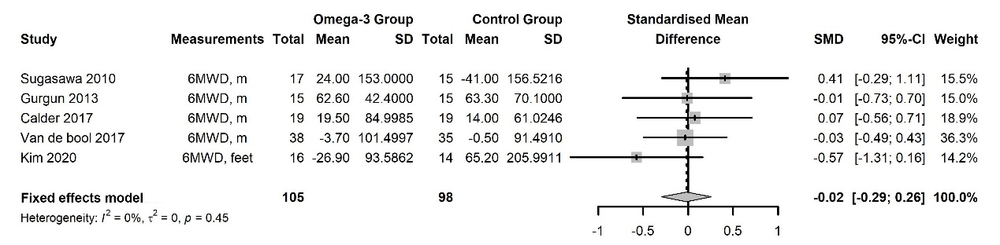 Omega-3 Group Control Group Standardised Mean
Study Measurements Total Mean SD Total Mean SD Difference SMD 95%-CI Weight
Sugasawa 2010 6MWD, m 17 24.00 153.0000 15 -41.00 156.5216 0.41 [-0.29; 1.11] 15.5%
Gurgun 2013 6MWD, m 15 62.60 42.4000 15 63.30 70.1000 -0.01 [-0.73; 0.70] 15.0%
Calder 2017 6MWD, m 19 19.50 84.9985 19 14.00 61.0246 0.07 [-0.56; 0.71] 18.9%
Van de bool 2017 6MWD, m 38 -3.70 101.4997 35 -0.50 91.4910 -0.03 [-0.49; 0.43] 36.3%
Kim 2020 6MWD, feet 16 -26.90 93.5862 14 65.20 205.9911 -0.57 [-1.31; 0.16] 14.2%
Fixed effects model 105 98 -0.02 [-0.29; 0.26] 100.0%
Heterogeneity: I² = 0%, τ² = 0, p = 0.45
-1 -0.5 0 0.5 1